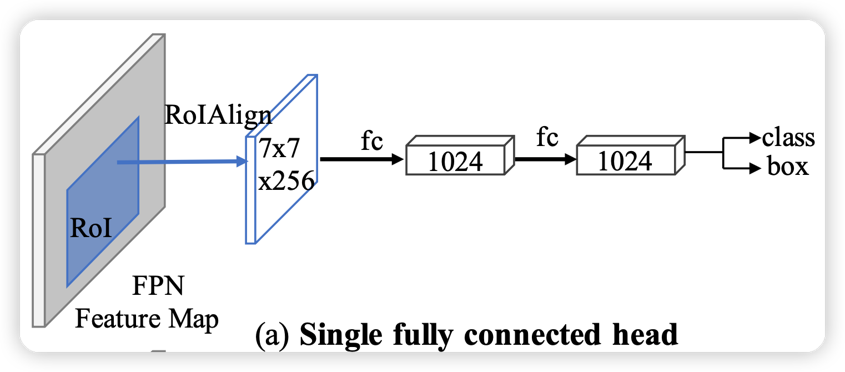 RoIAlign
7x7
x256
fc
1024
fc
1024
class
box
RoI
FPN
Feature Map
(a) Single fully connected head